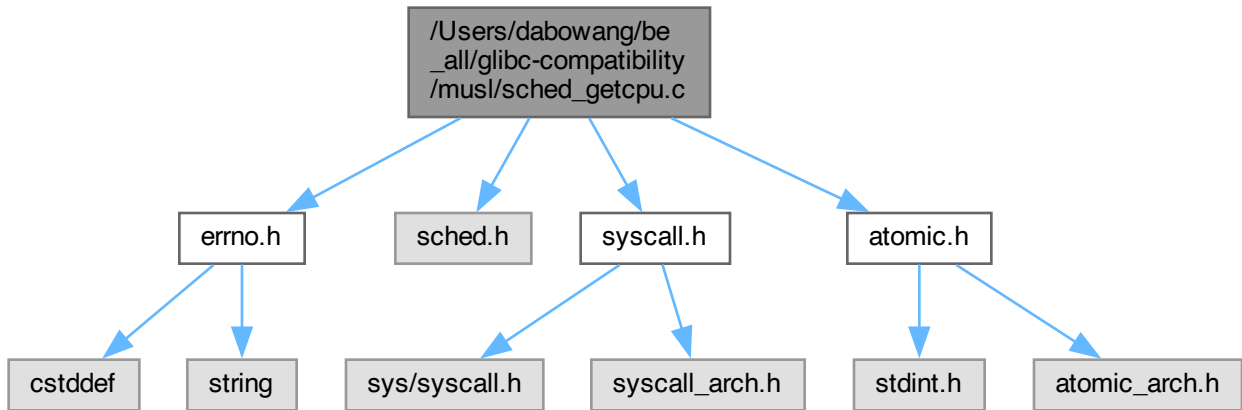 /Users/dabowang/be
_all/glibc-compatibility
/musl/sched_getcpu.c
errno.h
sched.h
syscall.h
atomic.h
cstddef
string
sys/syscall.h
syscall_arch.h
stdint.h
atomic_arch.h